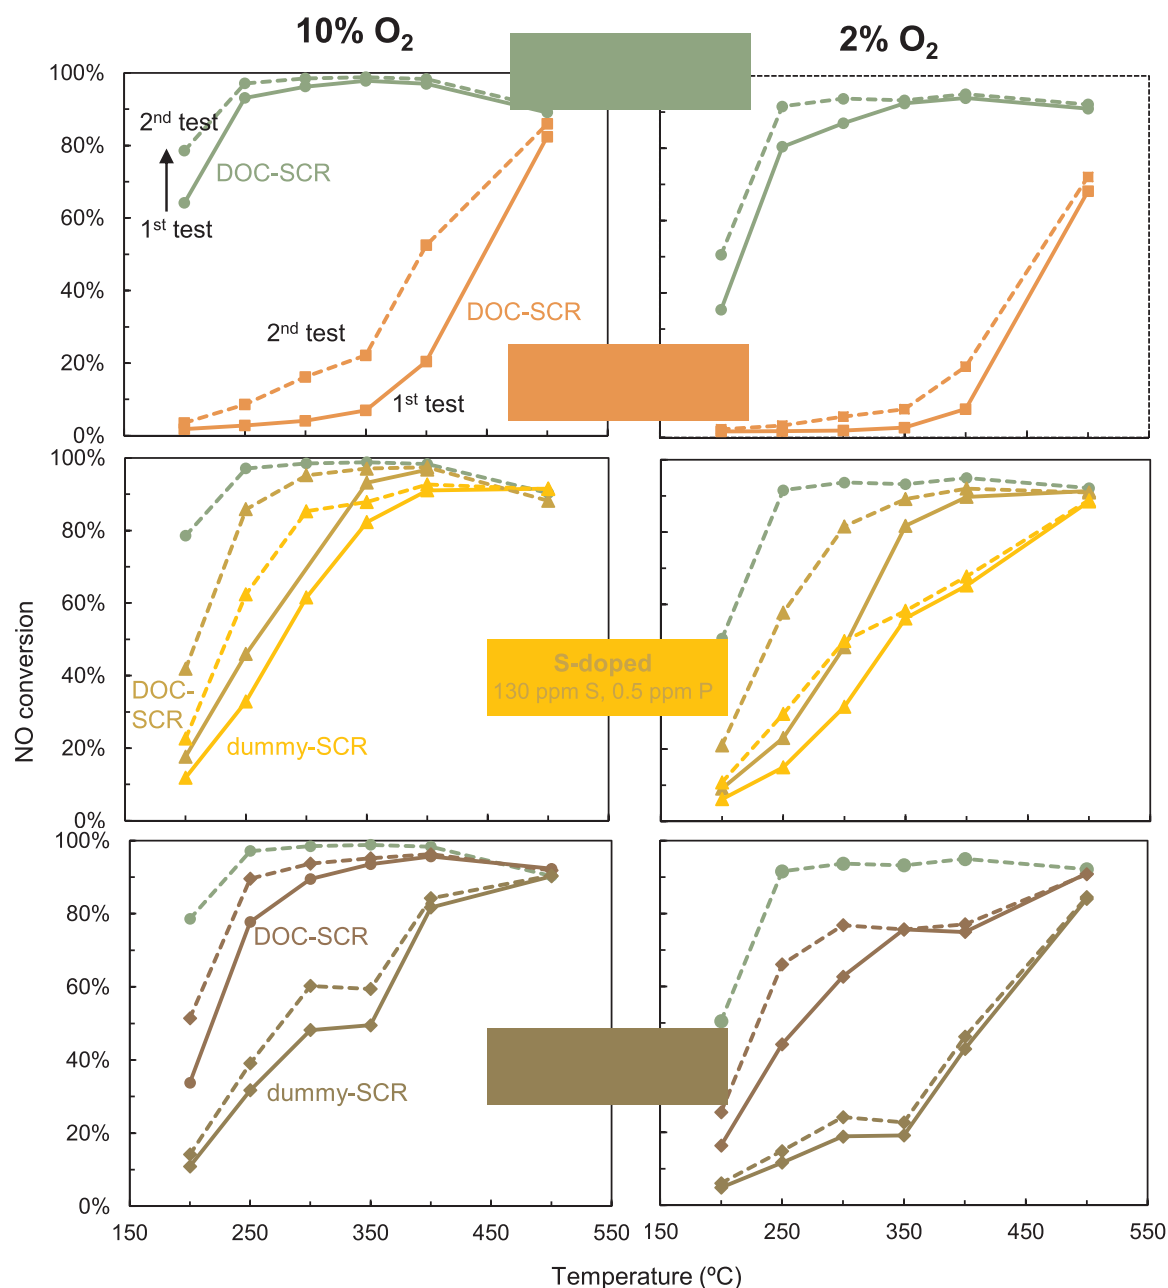 10% O₂
2% O₂
100%
80%
60%
40%
20%
0%
2nd test
1st test
DOC-SCR
2nd test
DOC-SCR
1st test
100%
80%
60%
40%
20%
0%
DOC-
SCR
dummy-SCR
S-doped
130 ppm S, 0.5 ppm P
NO conversion
100%
80%
60%
40%
20%
0%
DOC-SCR
dummy-SCR
150
250
350
450
550
150
250
350
450
550
Temperature (ºC)